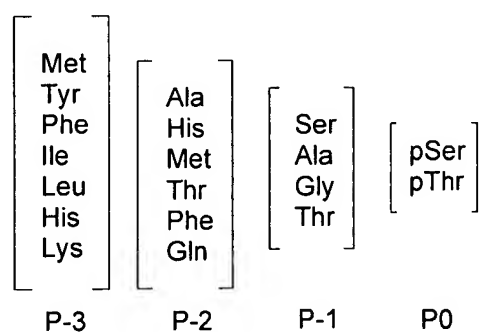 Met
Tyr
Phe
Ile
Leu
His
Lys
P-3
Ala
His
Met
Thr
Phe
Gln
P-2
Ser
Ala
Gly
Thr
P-1
pSer
pThr
P0